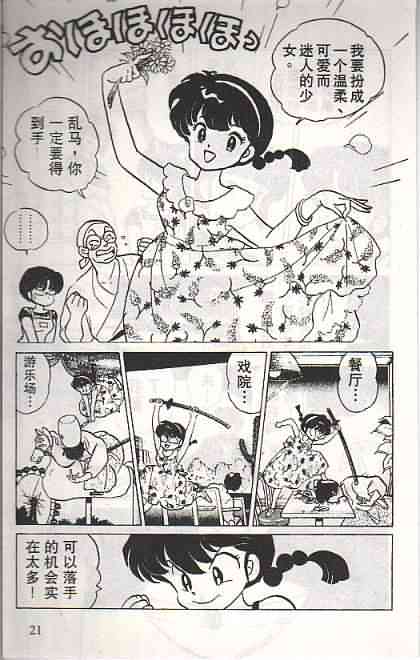 おほほほほっ
我要扮成
一个温柔、
可爱而
迷人的少
女。
乱马，你
一定要得
到手！
………
餐厅…
戏院…
游乐场…
可以落手
的机会实
在太多！
21